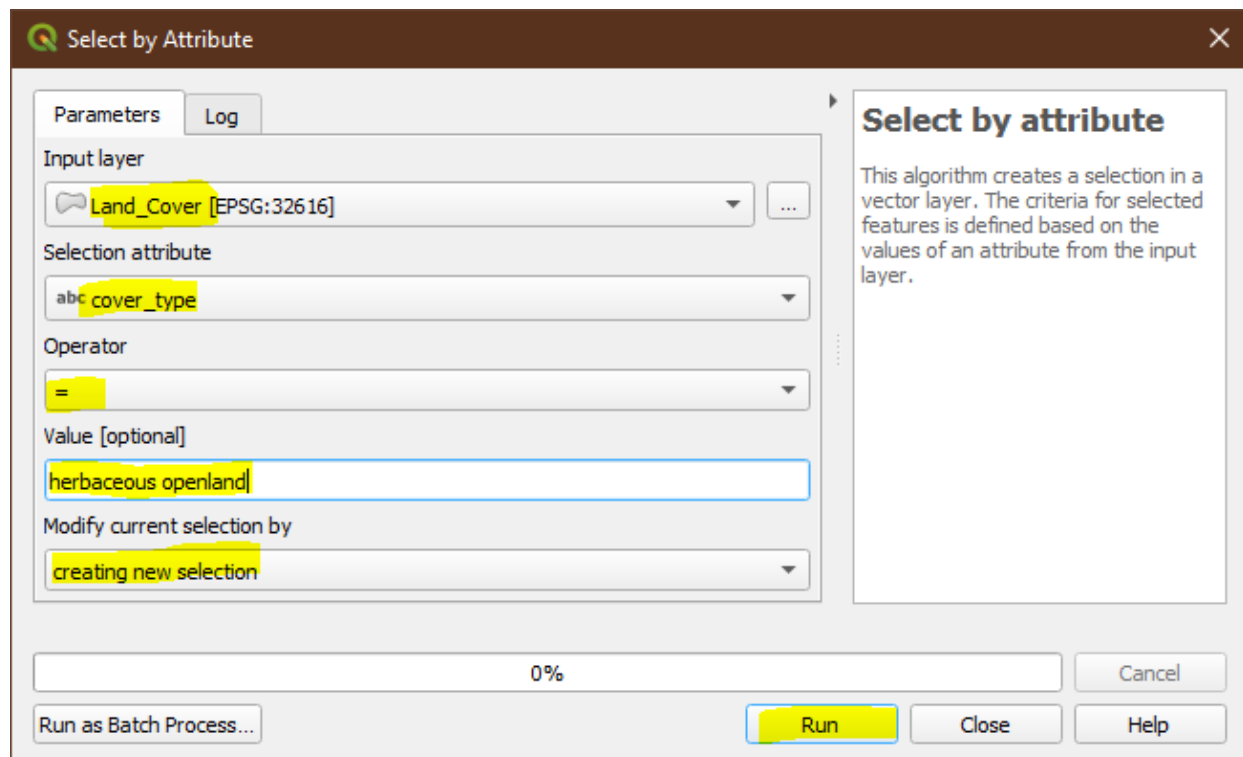 Select by Attribute
Parameters
Log
Input layer
Land_Cover [EPSG:32616]
...
Selection attribute
abc cover_type
Operator
=
Value [optional]
herbaceous openland
Modify current selection by
creating new selection
Select by attribute
This algorithm creates a selection in a
vector layer. The criteria for selected
features is defined based on the
values of an attribute from the input
layer.
0%
Cancel
Run as Batch Process...
Run
Close
Help